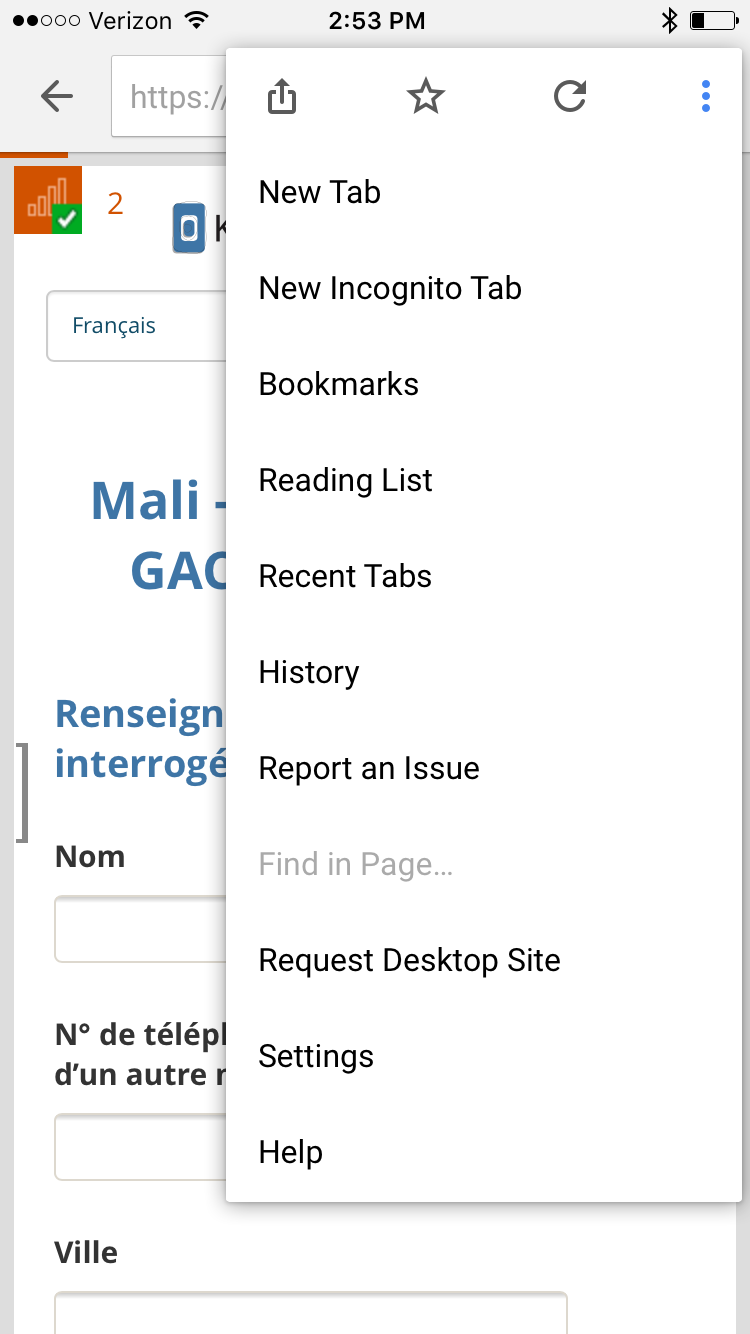 Verizon 2:53 PM
https://
2
New Tab
New Incognito Tab
Français
Bookmarks
Reading List
Mali -
GAC
Recent Tabs
History
Renseign
interrogé
Report an Issue
Nom
Find in Page…
Request Desktop Site
N° de télép
d’un autre
Settings
Help
Ville